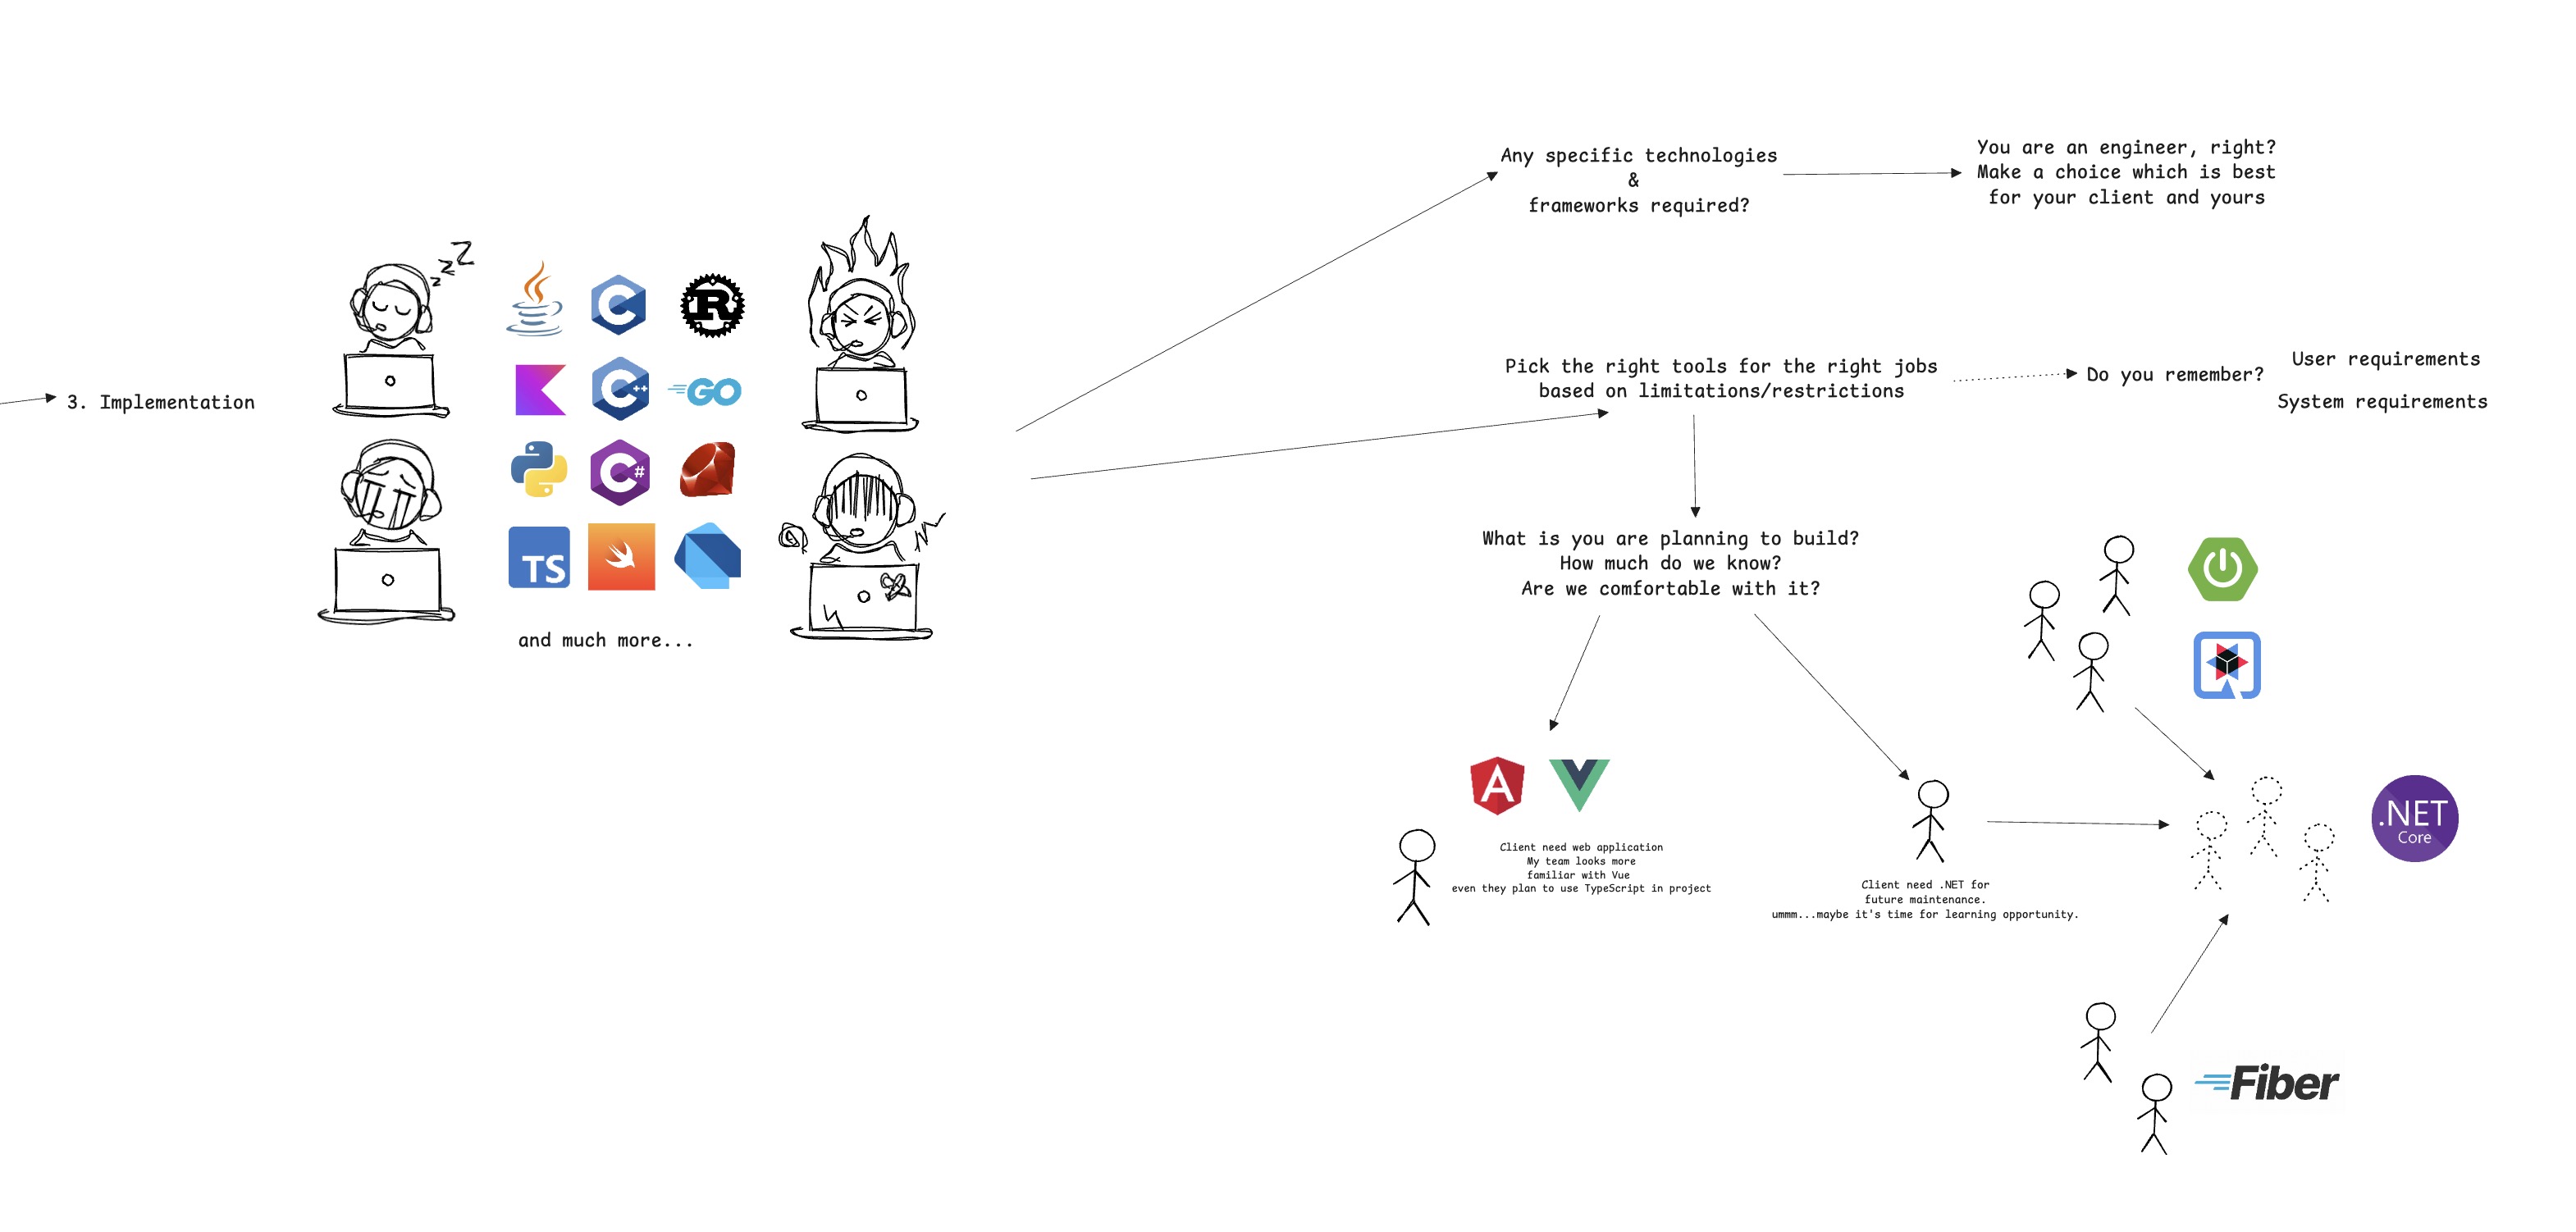 3. Implementation
z z Z
C
R
C++
GO
C#
TS
and much more...
Any specific technologies
&
frameworks required?
You are an engineer, right?
Make a choice which is best
for your client and yours
Pick the right tools for the right jobs
based on limitations/restrictions
Do you remember?
User requirements
System requirements
What is you are planning to build?
How much do we know?
Are we comfortable with it?
A
Client need web application
My team looks more
familiar with Vue
even they plan to use TypeScript in project
Client need .NET for
future maintenance.
ummm...maybe it's time for learning opportunity.
.NET
Core
Fiber